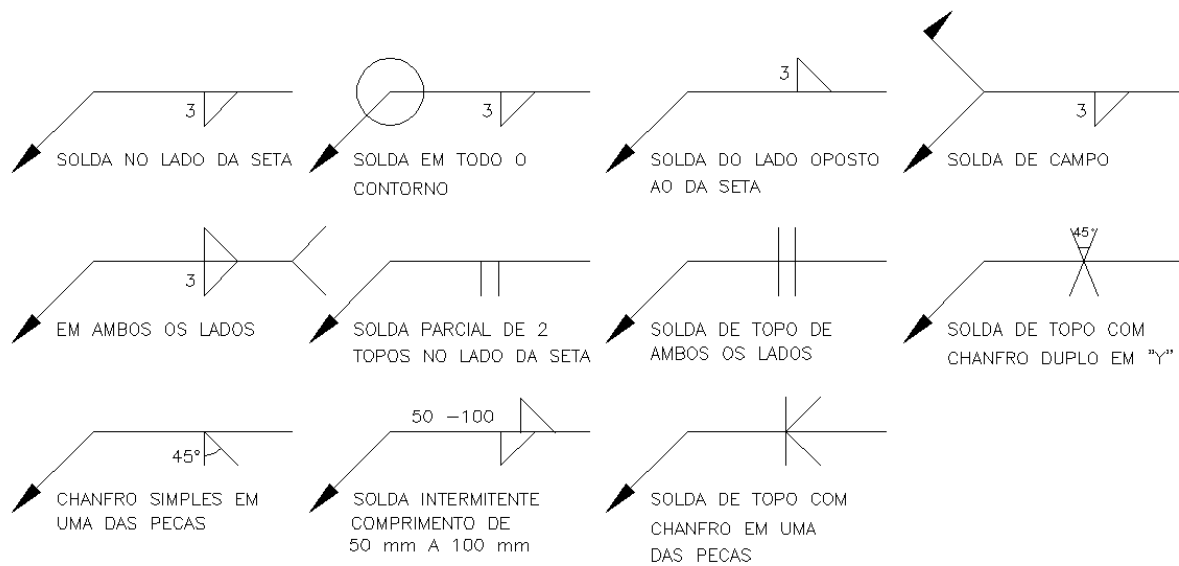 3
SOLDA NO LADO DA SETA
3
SOLDA EM TODO O
CONTORNO
3
SOLDA DO LADO OPOSTO
AO DA SETA
3
SOLDA DE CAMPO
3
EM AMBOS OS LADOS
SOLDA PARCIAL DE 2
TOPOS NO LADO DA SETA
SOLDA DE TOPO DE
AMBOS OS LADOS
45°
SOLDA DE TOPO COM
CHANFRO DUPLO EM "Y"
45°
CHANFRO SIMPLES EM
UMA DAS PECAS
50 -100
SOLDA INTERMITENTE
COMPRIMENTO DE
50 mm A 100 mm
SOLDA DE TOPO COM
CHANFRO EM UMA
DAS PECAS